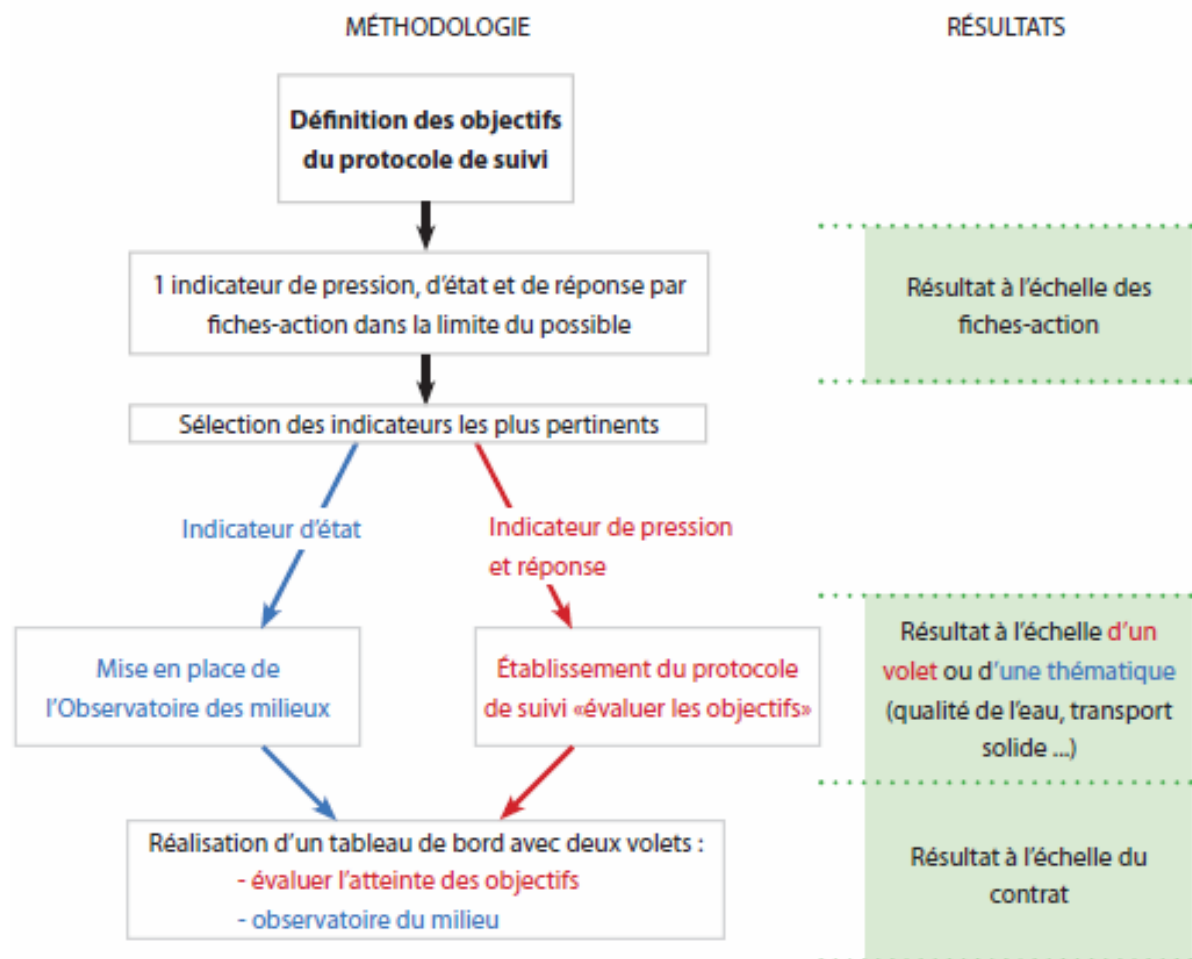 MÉTHODOLOGIE
RÉSULTATS
Définition des objectifs
du protocole de suivi
1 indicateur de pression, d'état et de réponse par
fiches-action dans la limite du possible
Résultat à l'échelle des
fiches-action
Sélection des indicateurs les plus pertinents
Indicateur d'état
Indicateur de pression
et réponse
Mise en place de
l'Observatoire des milieux
Établissement du protocole
de suivi «évaluer les objectifs»
Résultat à l'échelle d'un
volet ou d'une thématique
(qualité de l'eau, transport
solide ...)
Réalisation d'un tableau de bord avec deux volets :
- évaluer l'atteinte des objectifs
- observatoire du milieu
Résultat à l'échelle du
contrat